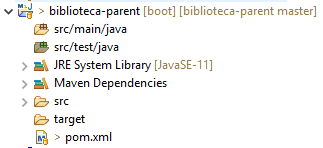 > biblioteca-parent [boot] [biblioteca-parent master]
src/main/java
src/test/java
> JRE System Library [JavaSE-11]
> Maven Dependencies
> src
target
> pom.xml